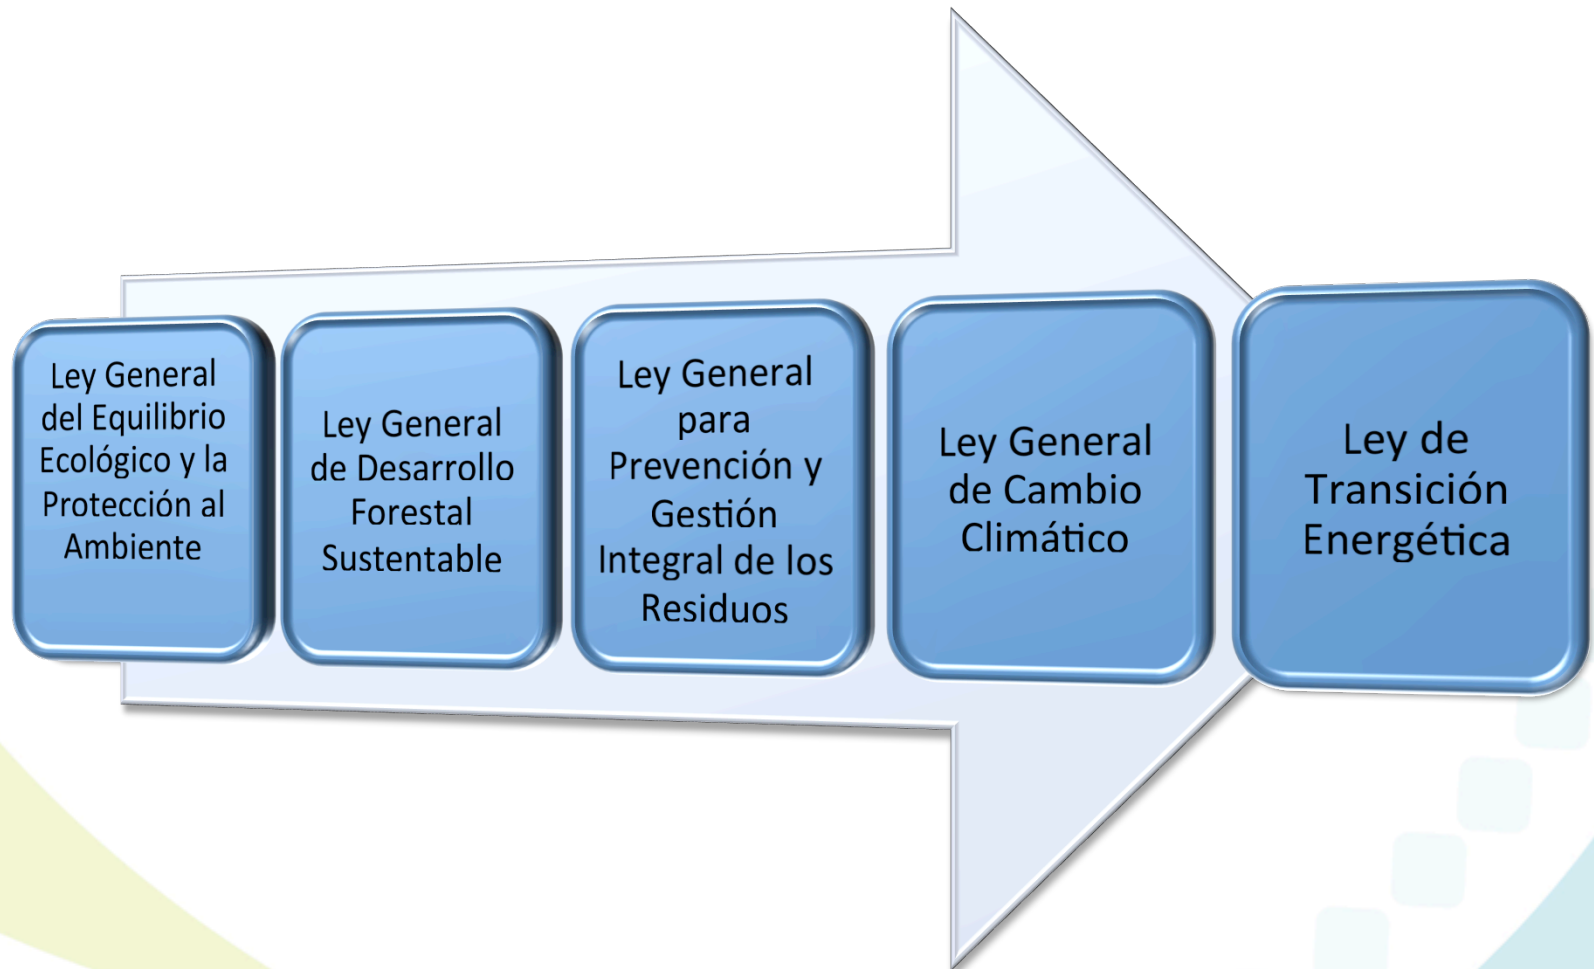 Ley General
del Equilibrio
Ecológico y la
Protección al
Ambiente
Ley General
de Desarrollo
Forestal
Sustentable
Ley General
para
Prevención y
Gestión
Integral de los
Residuos
Ley General
de Cambio
Climático
Ley de
Transición
Energética